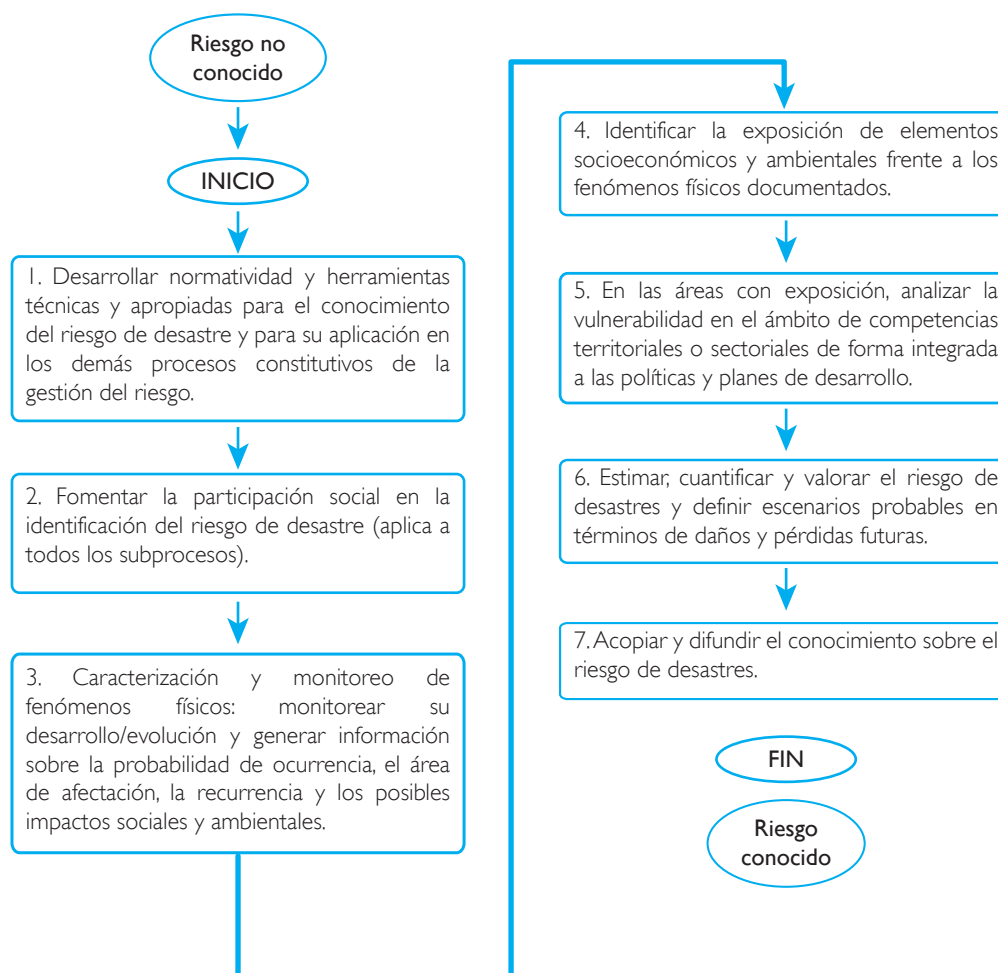 Riesgo no
conocido
INICIO
1. Desarrollar normatividad y herramientas
técnicas y apropiadas para el conocimiento
del riesgo de desastre y para su aplicación en
los demás procesos constitutivos de la
gestión del riesgo.
2. Fomentar la participación social en la
identificación del riesgo de desastre (aplica a
todos los subprocesos).
3. Caracterización y monitoreo de
fenómenos físicos: monitorear su
desarrollo/evolución y generar información
sobre la probabilidad de ocurrencia, el área
de afectación, la recurrencia y los posibles
impactos sociales y ambientales.
4. Identificar la exposición de elementos
socioeconómicos y ambientales frente a los
fenómenos físicos documentados.
5. En las áreas con exposición, analizar la
vulnerabilidad en el ámbito de competencias
territoriales o sectoriales de forma integrada
a las políticas y planes de desarrollo.
6. Estimar, cuantificar y valorar el riesgo de
desastres y definir escenarios probables en
términos de daños y pérdidas futuras.
7. Acopiar y difundir el conocimiento sobre el
riesgo de desastres.
FIN
Riesgo
conocido